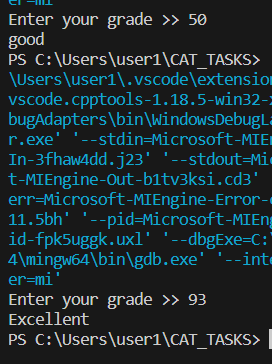 er=mi'
Enter your grade >> 50
good
PS C:\Users\user1\CAT_TASKS>
\Users\user1\.vscode\extension
vscode.cpptools-1.18.5-win32-x
bugAdapters\bin\WindowsDebugLa
r.exe' '--stdin=Microsoft-MIEn
In-3fhaw4dd.j23' '--stdout=Mic
t-MIEngine-Out-b1tv3ksi.cd3'
err=Microsoft-MIEngine-Error-
11.5bh' '--pid=Microsoft-MIEng
id-fpk5uggk.uxl' '--dbgExe=C:
4\mingw64\bin\gdb.exe' '--inte
er=mi'
Enter your grade >> 93
Excellent
PS C:\Users\user1\CAT_TASKS>